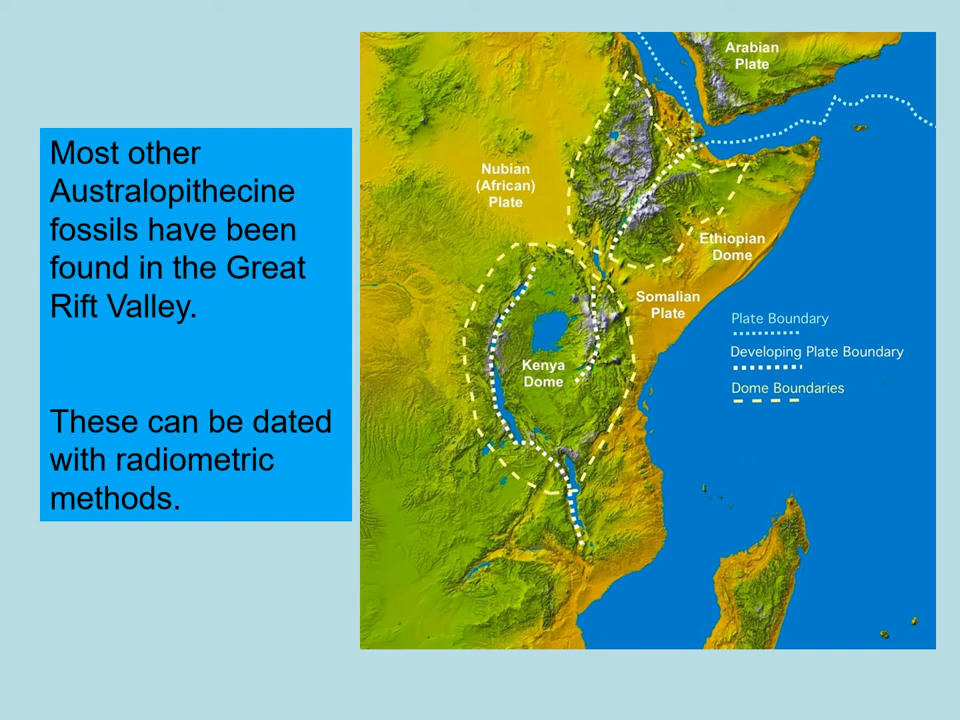 Most other
Australopithecine
fossils have been
found in the Great
Rift Valley.
These can be dated
with radiometric
methods.
Arabian
Plate
Nubian
(African)
Plate
Ethiopian
Dome
Somalian
Plate
Kenya
Dome
Plate Boundary
Developing Plate Boundary
Dome Boundaries